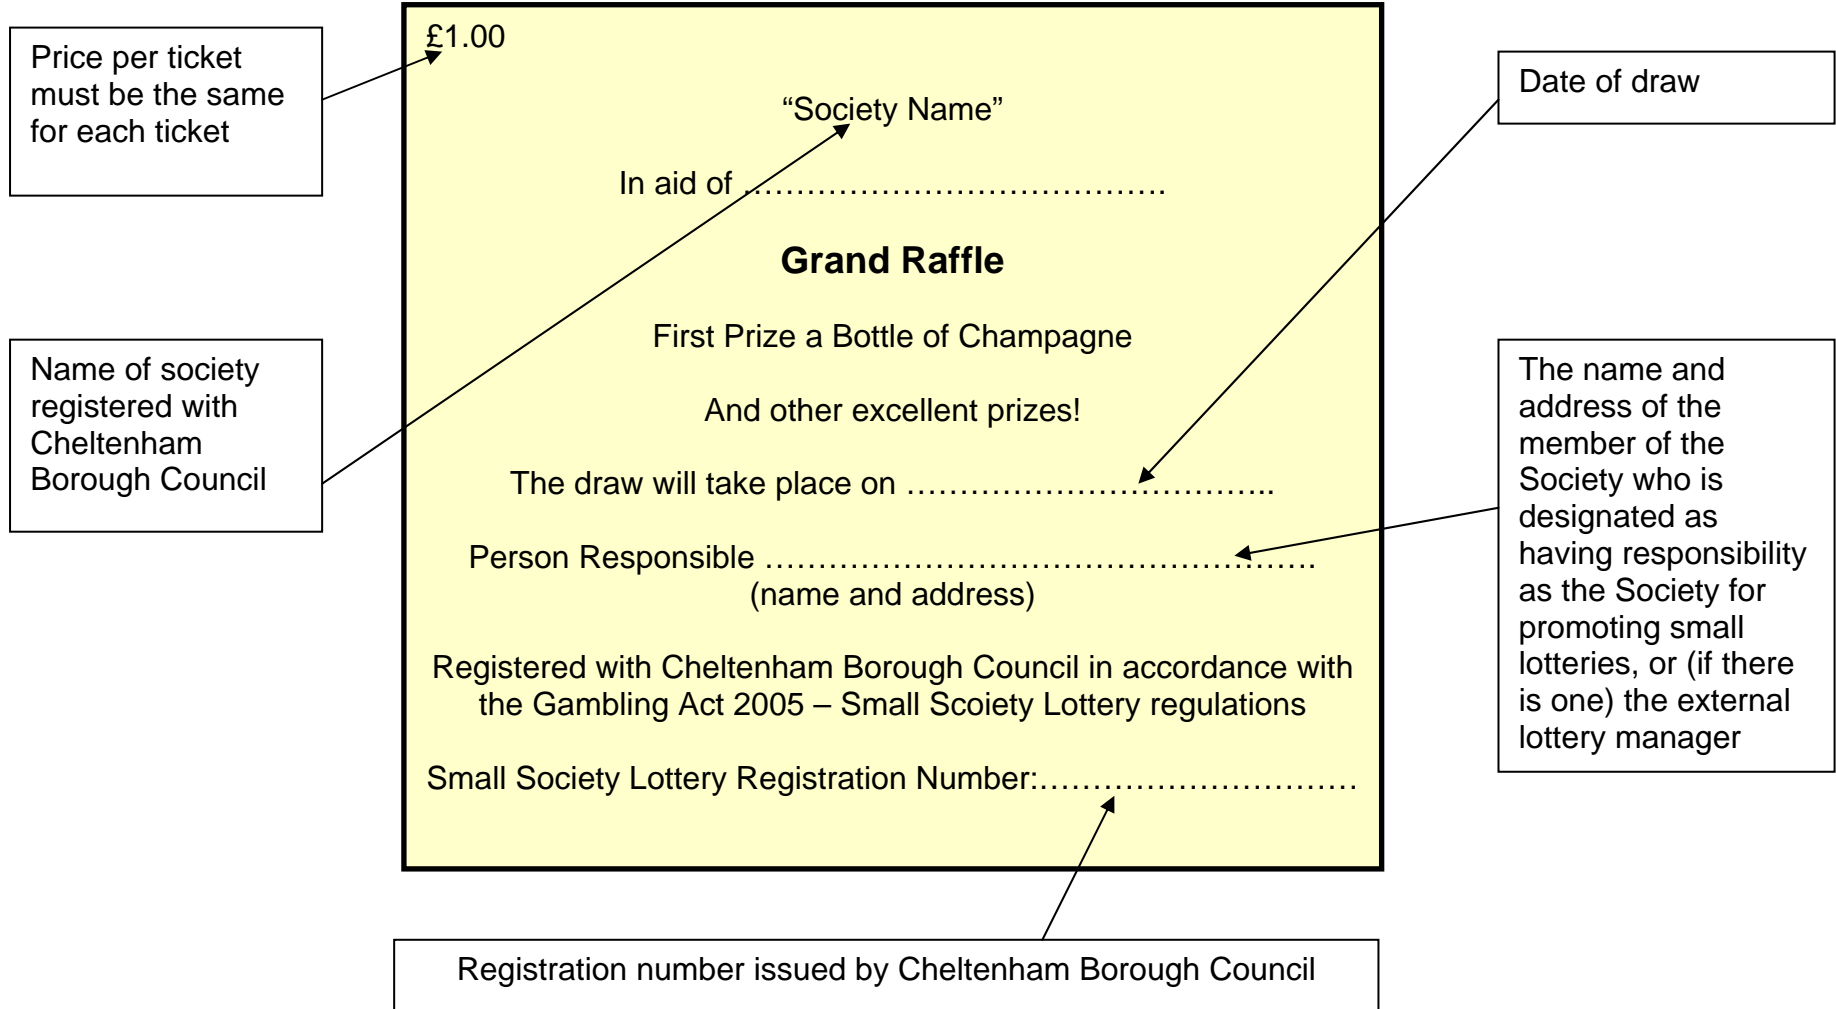 Price per ticket
must be the same
for each ticket
Name of society
registered with
Cheltenham
Borough Council
£1.00
“Society Name”
In aid of ………………………………….
Grand Raffle
First Prize a Bottle of Champagne
And other excellent prizes!
The draw will take place on ……………………………..
Person Responsible …………………………………………….
(name and address)
Registered with Cheltenham Borough Council in accordance with
the Gambling Act 2005 – Small Scoiety Lottery regulations
Small Society Lottery Registration Number:…………………………
Date of draw
The name and
address of the
member of the
Society who is
designated as
having responsibility
as the Society for
promoting small
lotteries, or (if there
is one) the external
lottery manager
Registration number issued by Cheltenham Borough Council